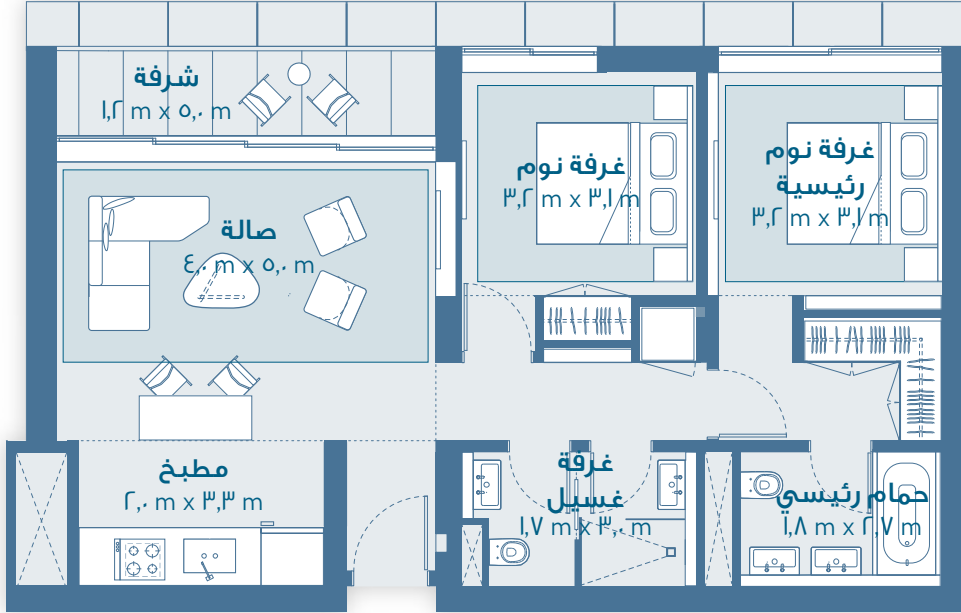 شرفة
١,٢ m x ٥,٠ m
غرفة نوم
٣,٢ m x ٣,١ m
غرفة نوم
رئيسية
٣,٢ m x ٣,١ m
صالة
٤,٠ m x ٥,٠ m
مطبخ
٢,٠ m x ٣,٣ m
غرفة
غسيل
١,٧ m x ٣,٠ m
حمام رئيسي
١,٨ m x ٢,٧ m